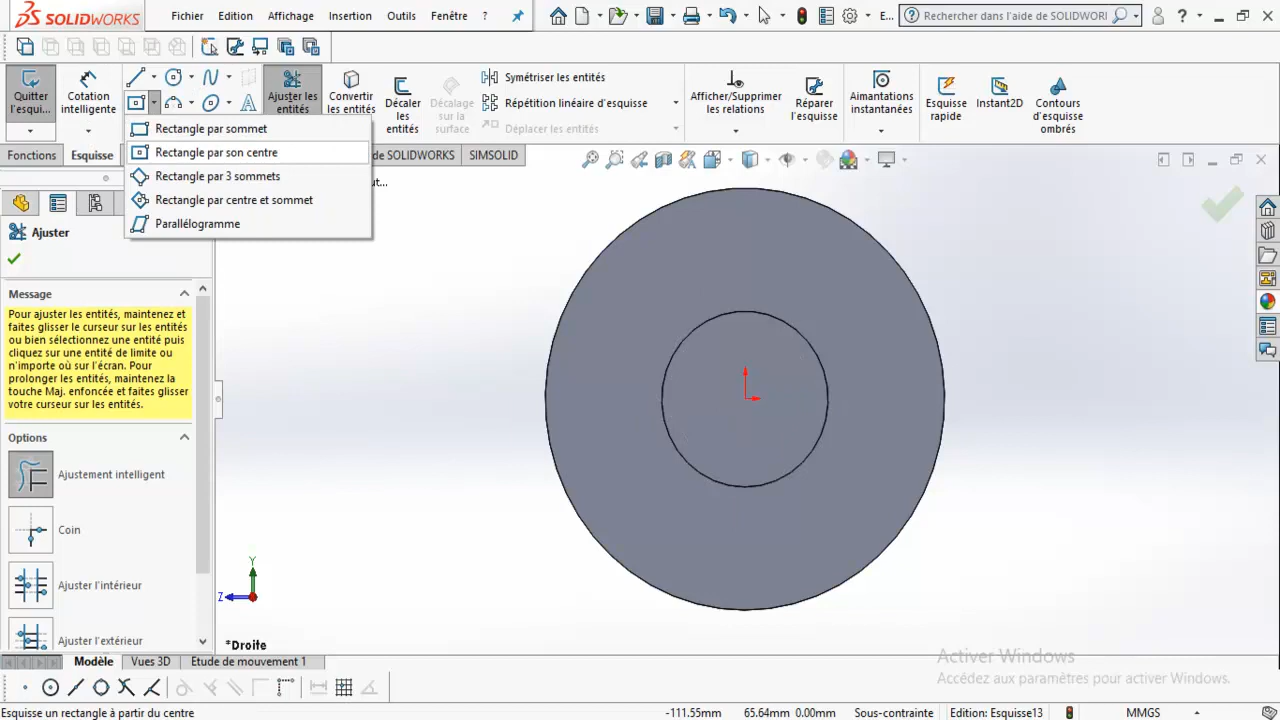 SOLIDWORKS
Fichier Edition Affichage Insertion Outils Fenêtre ?
E...
Rechercher dans l'aide de SOLIDWORI
?
Quitter l'esqui...
Cotation intelligente
Ajuster les entités
Convertir les entités
Décaler les entités
Décalage sur la surface
Symétriser les entités
Répétition linéaire d'esquisse
Déplacer les entités
Afficher/Supprimer les relations
Réparer l'esquisse
Aimantations instantanées
Esquisse rapide
Instant2D
Contours d'esquisse ombrés
Rectangle par sommet
Rectangle par son centre
Rectangle par 3 sommets
Rectangle par centre et sommet
Parallélogramme
Fonctions
Esquisse
de SOLIDWORKS
SIMSOLID
ut...
Ajuster
Message
Pour ajuster les entités, maintenez et
faites glisser le curseur sur les entités
ou bien sélectionnez une entité puis
cliquez sur une entité de limite ou
n'importe où sur l'écran. Pour
prolonger les entités, maintenez la
touche Maj. enfoncée et faites glisser
votre curseur sur les entités.
Options
Ajustement intelligent
Coin
Ajuster l'intérieur
Ajuster l'extérieur
Y
Z
*Droite
Activer Windows
Accédez aux paramètres pour activer Windows.
Modèle
Vues 3D
Etude de mouvement 1
Esquisse un rectangle à partir du centre
-111.55mm
65.64mm
0.00mm
Sous-contrainte
Edition: Esquisse13
MMGS